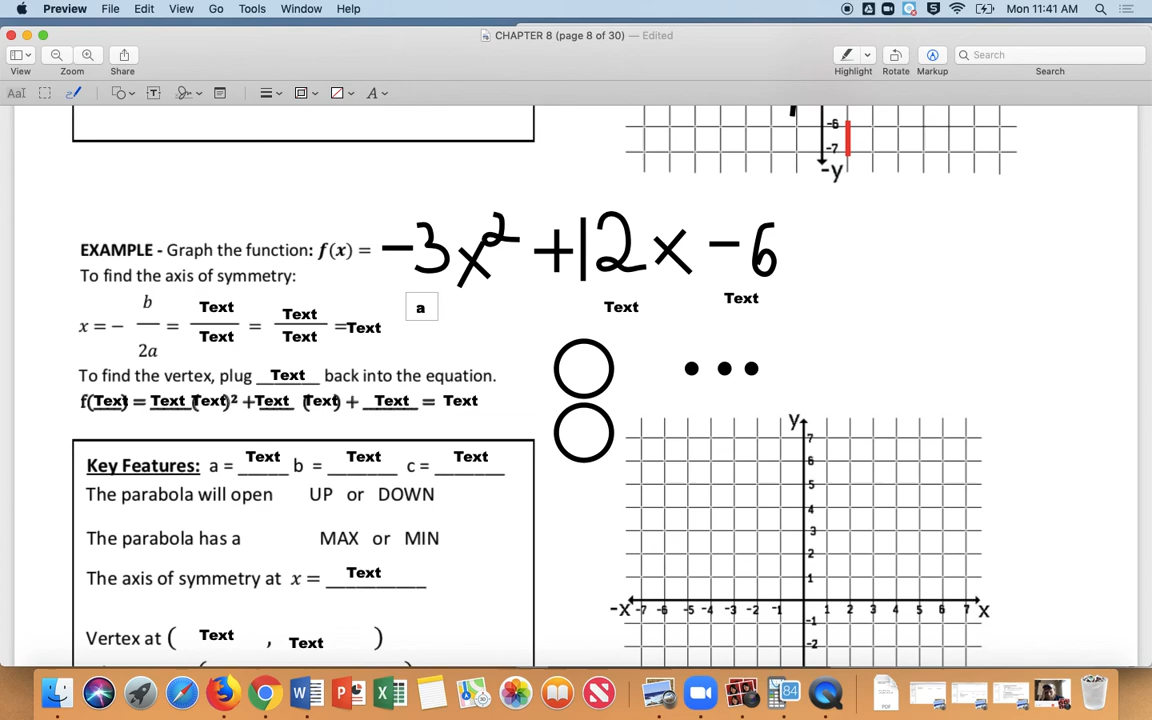 Preview File Edit View Go Tools Window Help Mon 11:41 AM
CHAPTER 8 (page 8 of 30) — Edited
View Zoom Share Highlight Rotate Markup Search
Search
AaI T A
-6
-7
-y
EXAMPLE - Graph the function: f(x) = -3x² +12x -6
To find the axis of symmetry:
a Text Text
x = − b/2a = Text/Text = Text/Text =Text
To find the vertex, plug Text back into the equation.
f(Text) = Text (Text)² +Text (Text) + Text = Text
Key Features: a = Text b = Text c = Text
The parabola will open UP or DOWN
The parabola has a MAX or MIN
The axis of symmetry at x = Text
Vertex at ( Text , Text )
y
7
6
5
4
3
2
1
-x -7 -6 -5 -4 -3 -2 -1 1 2 3 4 5 6 7 x
-1
-2
84
PDF